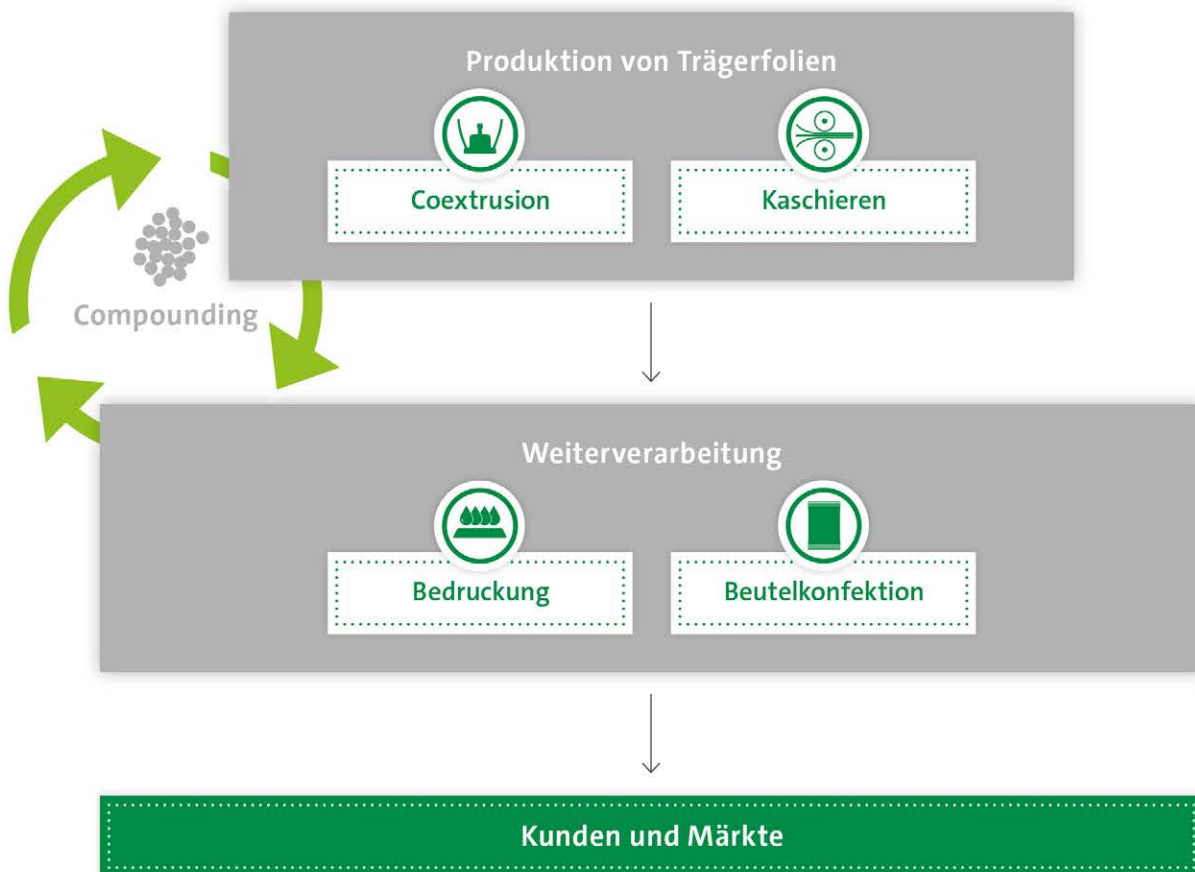 Produktion von Trägerfolien
Coextrusion
Kaschieren
Compounding
Weiterverarbeitung
Bedruckung
Beutelkonfektion
Kunden und Märkte